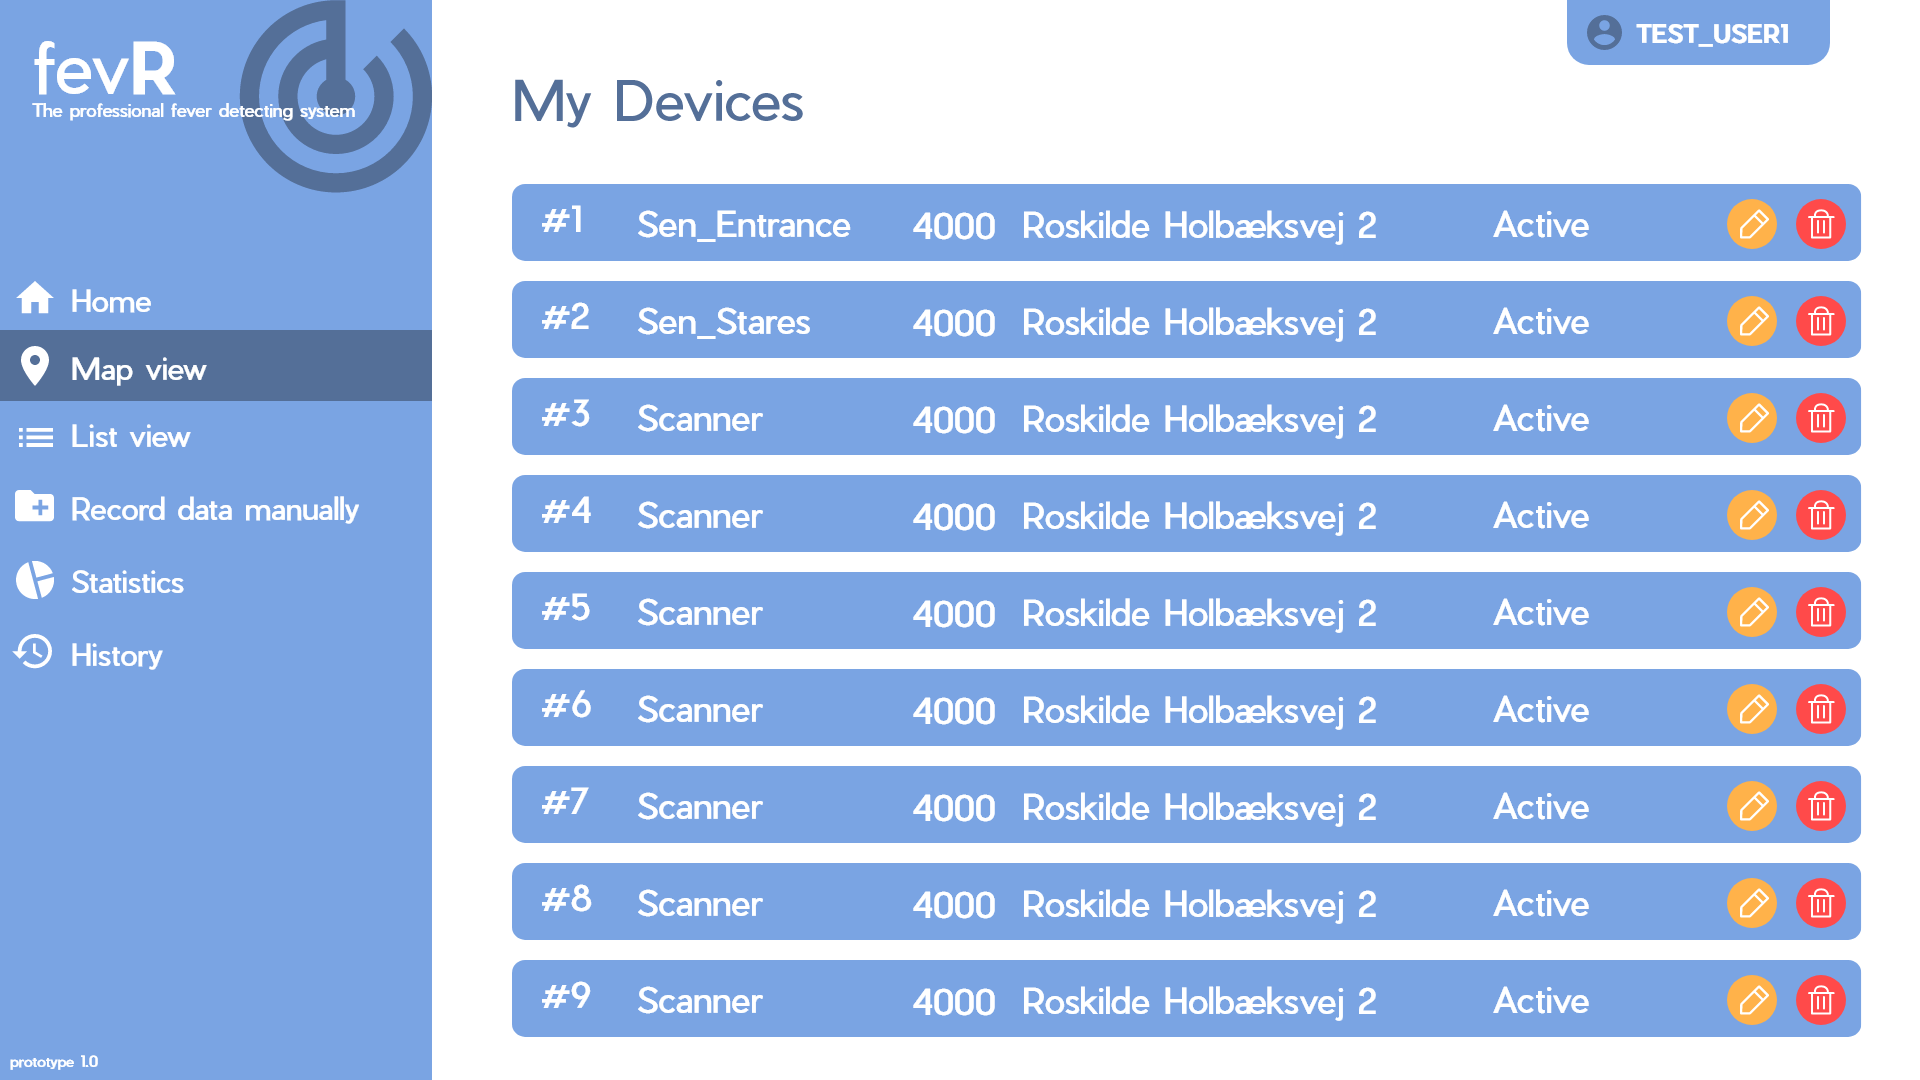 fevR
The professional fever detecting system
TEST_USER1
My Devices
Home
Map view
List view
Record data manually
Statistics
History
#1 Sen_Entrance 4000 Roskilde Holbæksvej 2 Active
#2 Sen_Stares 4000 Roskilde Holbæksvej 2 Active
#3 Scanner 4000 Roskilde Holbæksvej 2 Active
#4 Scanner 4000 Roskilde Holbæksvej 2 Active
#5 Scanner 4000 Roskilde Holbæksvej 2 Active
#6 Scanner 4000 Roskilde Holbæksvej 2 Active
#7 Scanner 4000 Roskilde Holbæksvej 2 Active
#8 Scanner 4000 Roskilde Holbæksvej 2 Active
#9 Scanner 4000 Roskilde Holbæksvej 2 Active
prototype 1.0